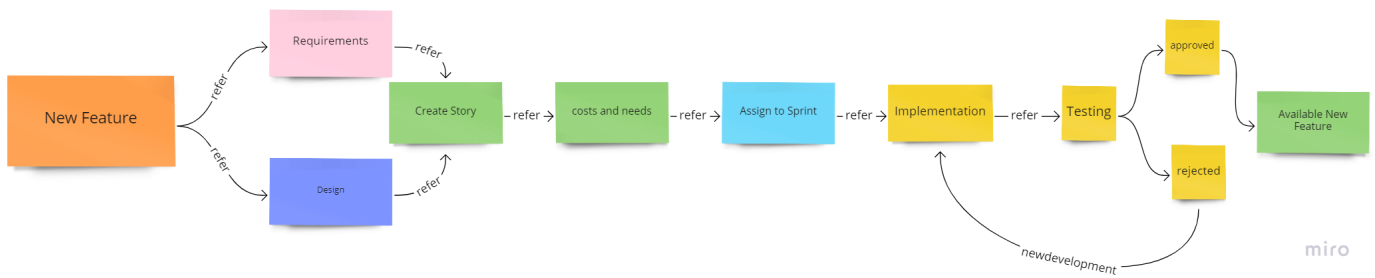 New Feature
refer
refer
Requirements
Design
refer
refer
Create Story
refer
costs and needs
refer
Assign to Sprint
refer
Implementation
refer
Testing
approved
rejected
newdevelopment
Available New
Feature
miro